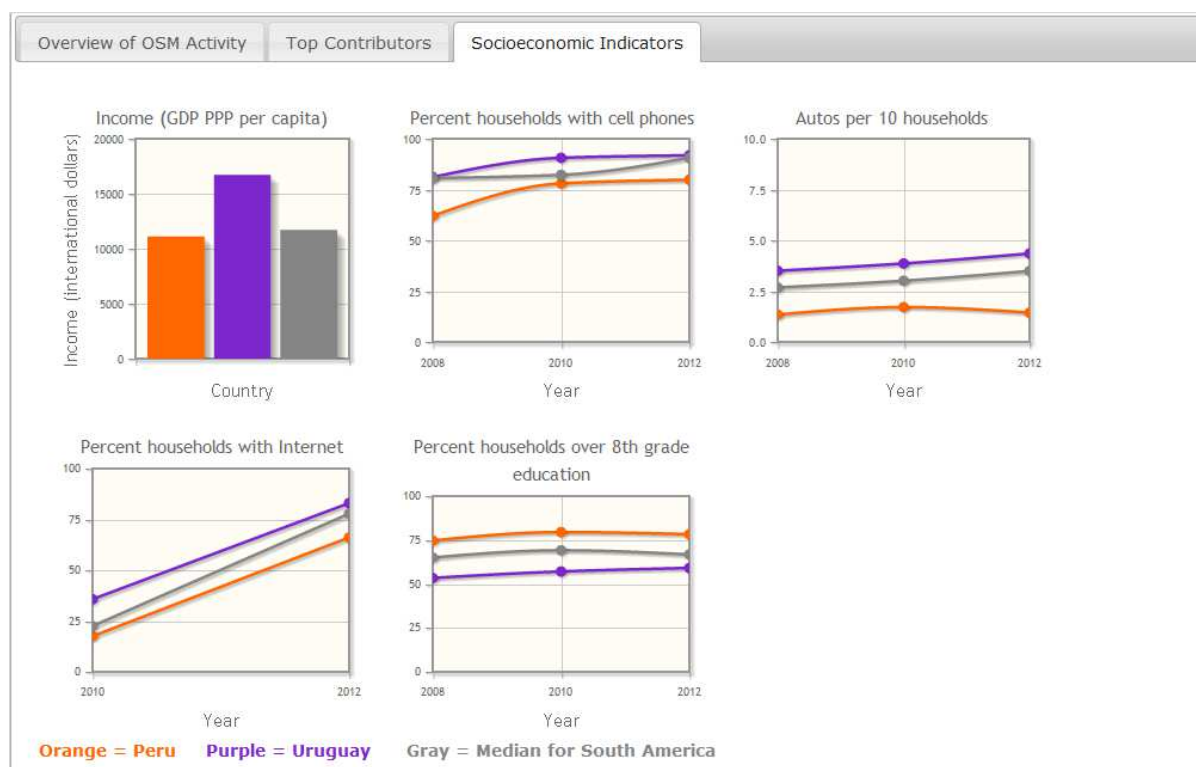 Overview of OSM Activity Top Contributors Socioeconomic Indicators
Income (GDP PPP per capita)
Income (international dollars)
20000
15000
10000
5000
0
Country
Percent households with cell phones
100
75
50
25
0
2008 2010 2012
Year
Autos per 10 households
10.0
7.5
5.0
2.5
0.0
2008 2010 2012
Year
Percent households with Internet
100
75
50
25
0
2010 2012
Year
Percent households over 8th grade
education
100
75
50
25
0
2008 2010 2012
Year
Orange = Peru Purple = Uruguay Gray = Median for South America